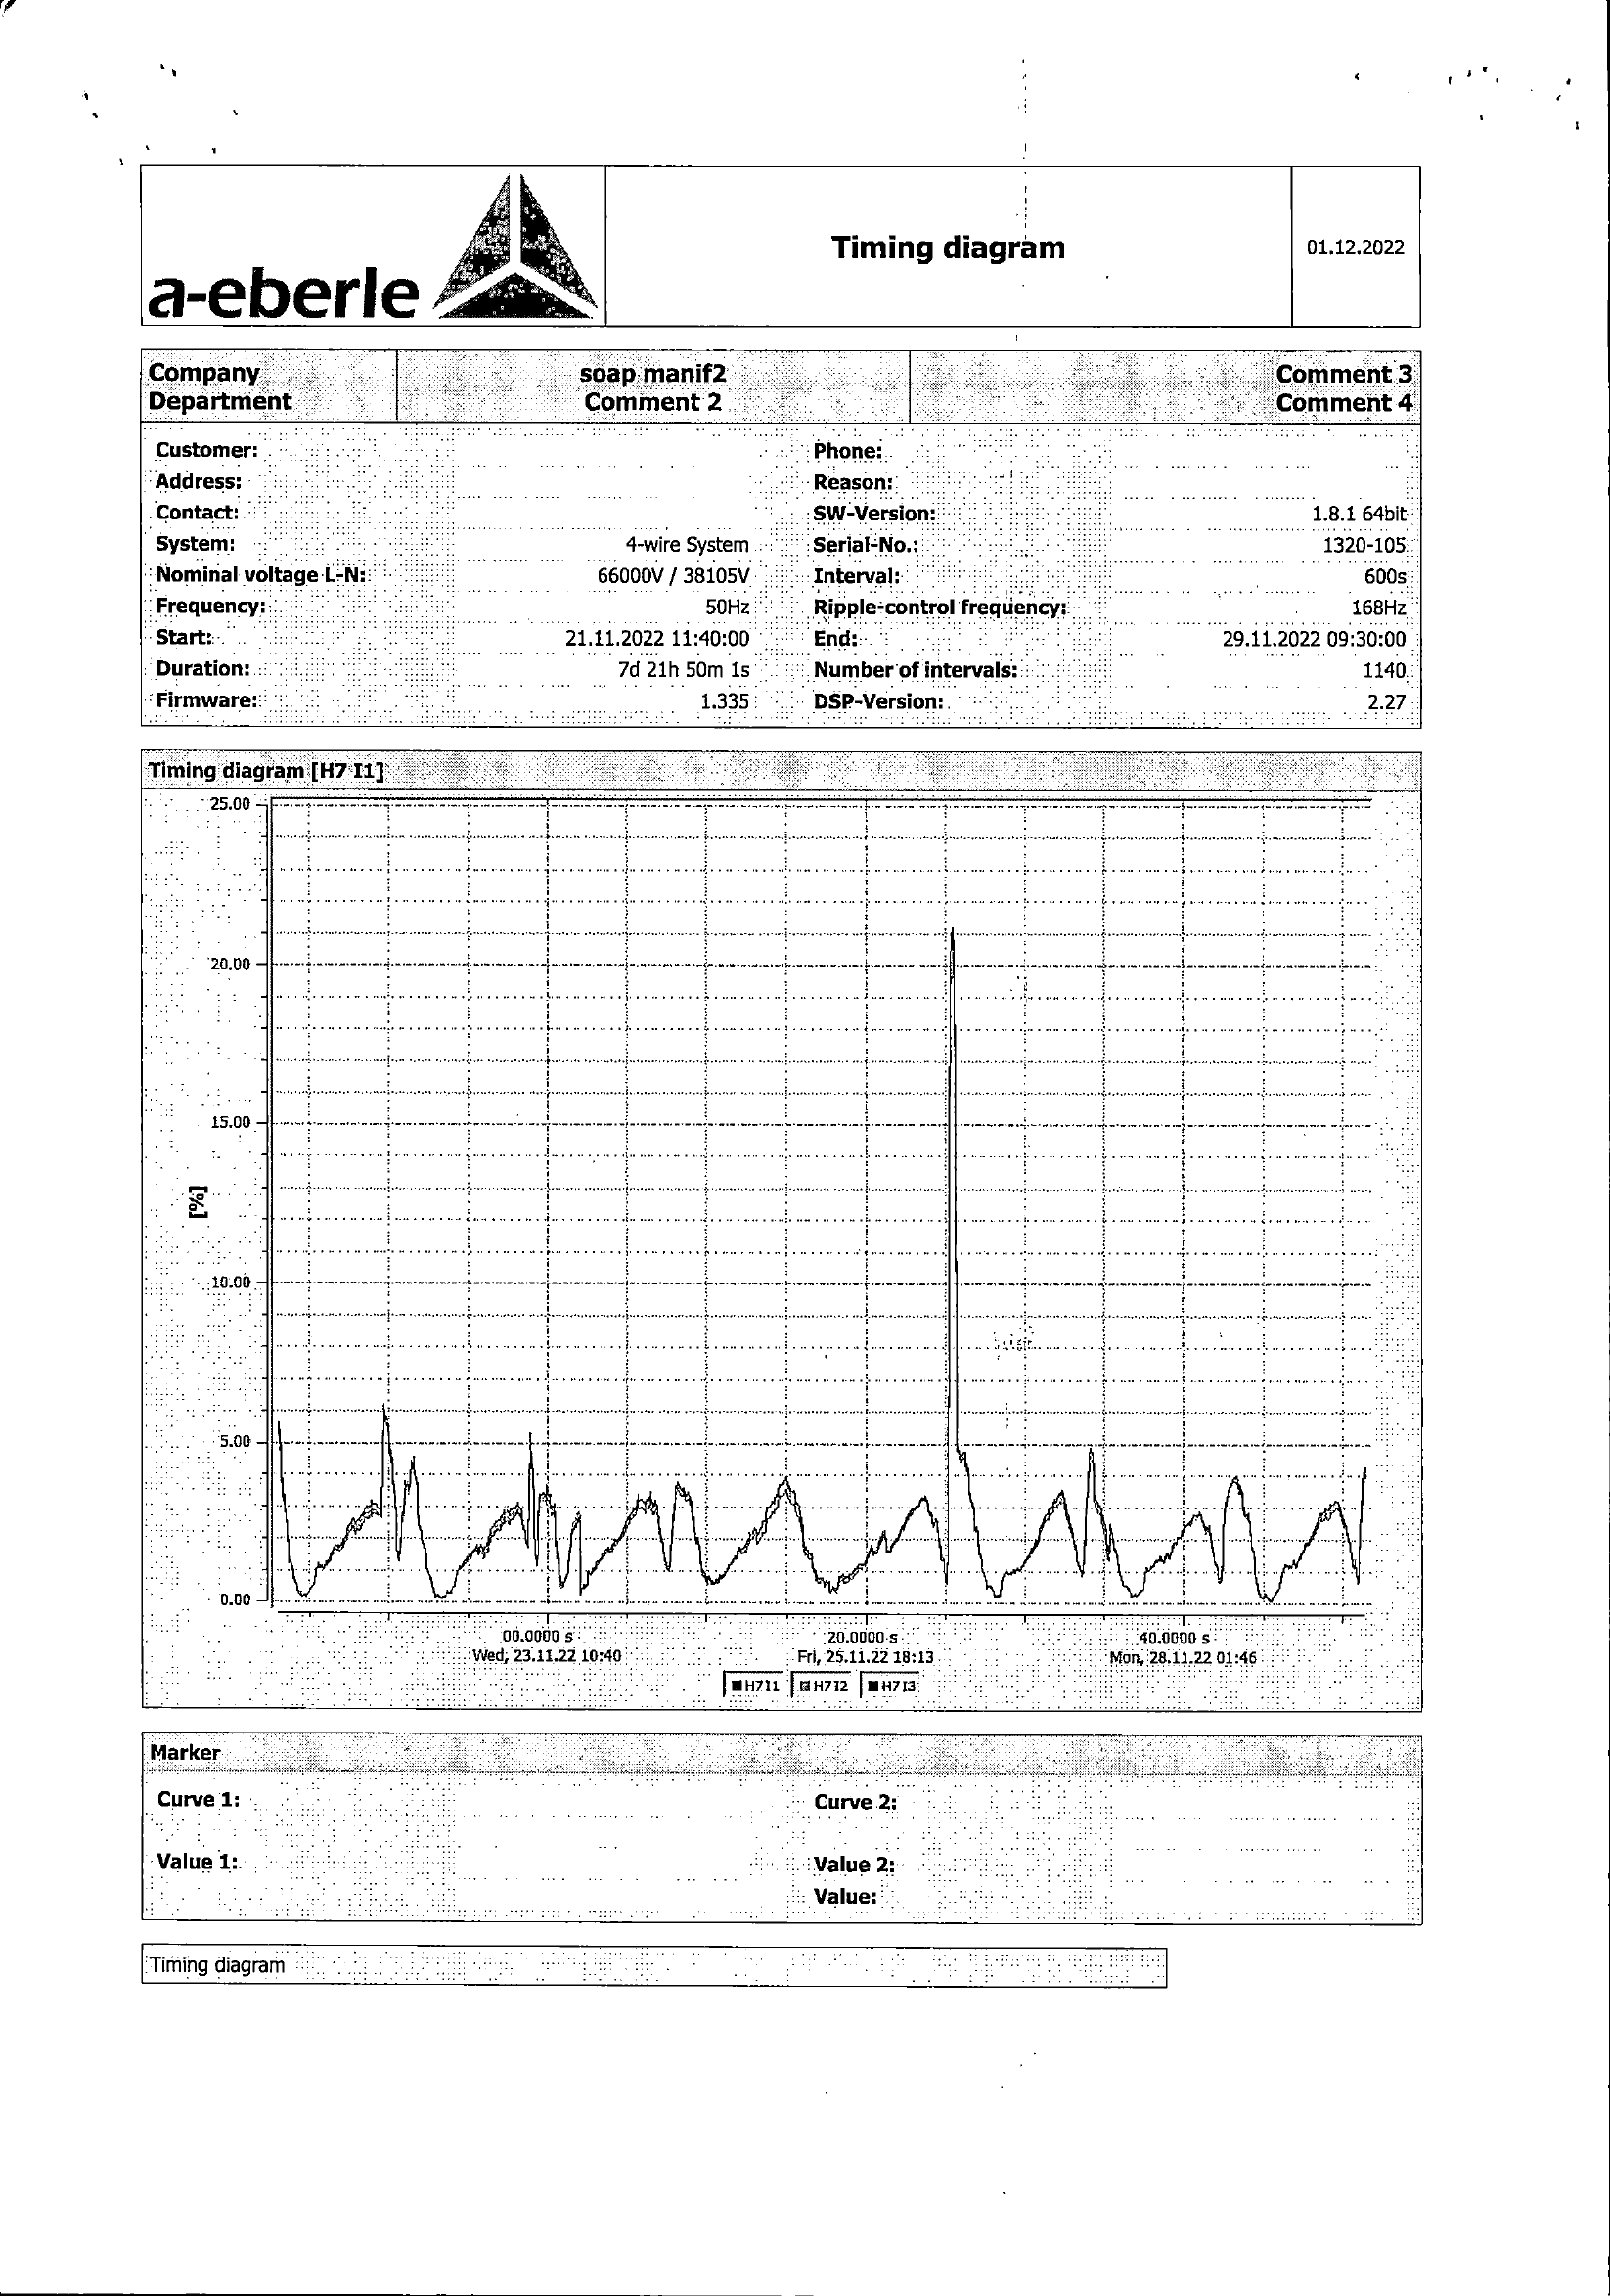 a-eberle
Timing diagram
01.12.2022
Company
soap manif2
Comment 3
Department
Comment 2
Comment 4
Customer:
Phone:
Address:
Reason:
Contact:
SW-Version: 1.8.1 64bit
System: 4-wire System
Serial-No.: 1320-105
Nominal voltage L-N: 66000V / 38105V
Interval: 600s
Frequency: 50Hz
Ripple-control frequency: 168Hz
Start: 21.11.2022 11:40:00
End: 29.11.2022 09:30:00
Duration: 7d 21h 50m 1s
Number of intervals: 1140
Firmware: 1.335
DSP-Version: 2.27
Timing diagram [H7 I1]
25.00
20.00
15.00
[%]
10.00
5.00
0.00
00.0000 s
Wed, 23.11.22 10:40
20.0000 s
Fri, 25.11.22 18:13
40.0000 s
Mon, 28.11.22 01:46
H7I1 H7I2 H7I3
Marker
Curve 1:
Curve 2:
Value 1:
Value 2:
Value:
Timing diagram